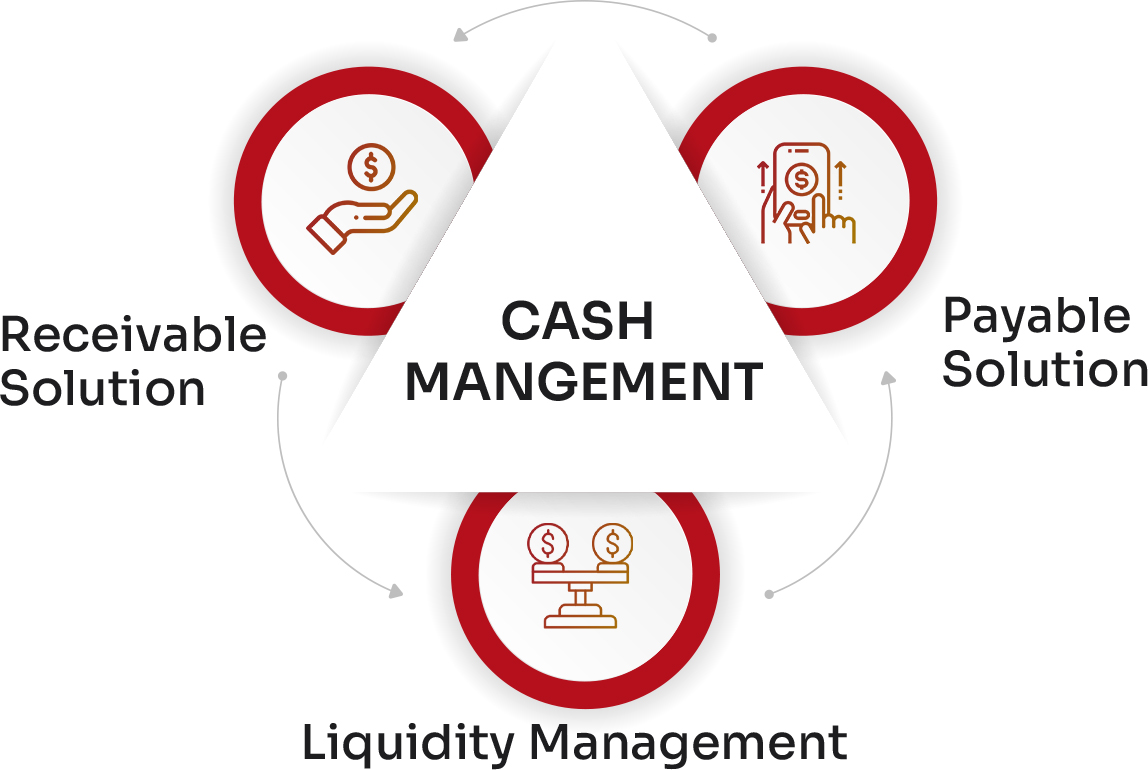 CASH
MANGEMENT
Receivable
Solution
Payable
Solution
Liquidity Management